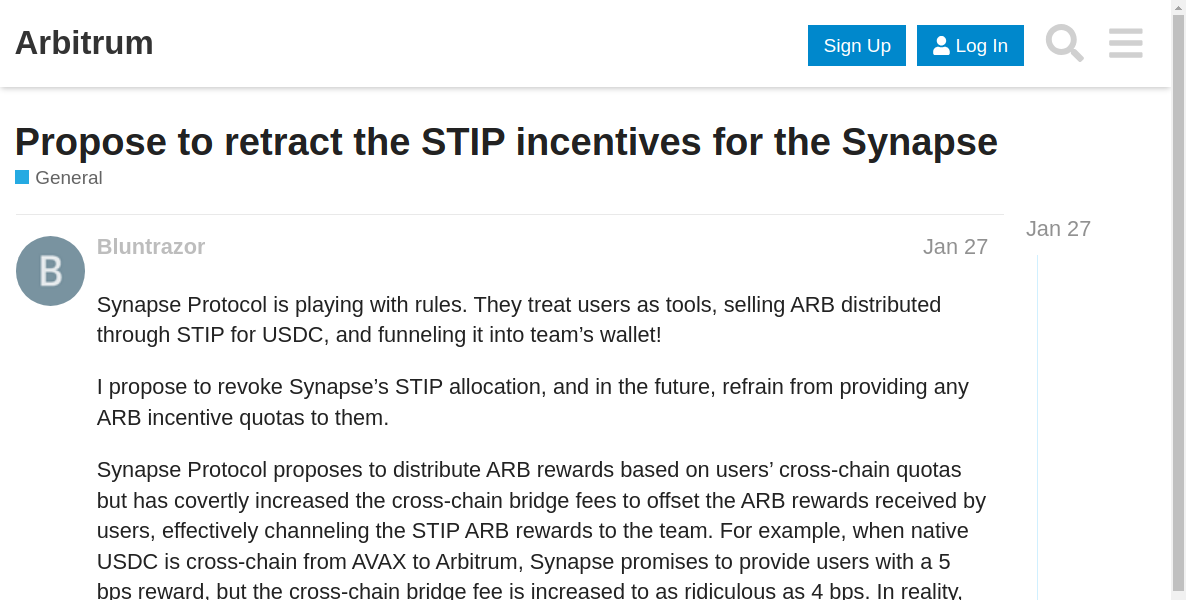 Arbitrum
Sign Up
Log In
Propose to retract the STIP incentives for the Synapse
General
Jan 27
B
Bluntrazor
Jan 27
Synapse Protocol is playing with rules. They treat users as tools, selling ARB distributed
through STIP for USDC, and funneling it into team’s wallet!
I propose to revoke Synapse’s STIP allocation, and in the future, refrain from providing any
ARB incentive quotas to them.
Synapse Protocol proposes to distribute ARB rewards based on users’ cross-chain quotas
but has covertly increased the cross-chain bridge fees to offset the ARB rewards received by
users, effectively channeling the STIP ARB rewards to the team. For example, when native
USDC is cross-chain from AVAX to Arbitrum, Synapse promises to provide users with a 5
bps reward, but the cross-chain bridge fee is increased to as ridiculous as 4 bps. In reality,